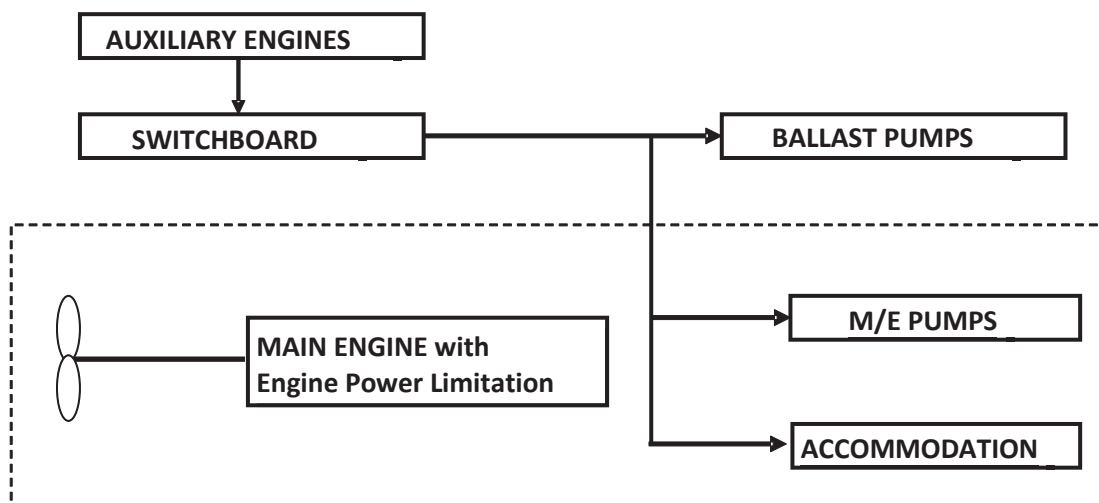 AUXILIARY ENGINES
SWITCHBOARD
BALLAST PUMPS
M/E PUMPS
MAIN ENGINE with
Engine Power Limitation
ACCOMMODATION